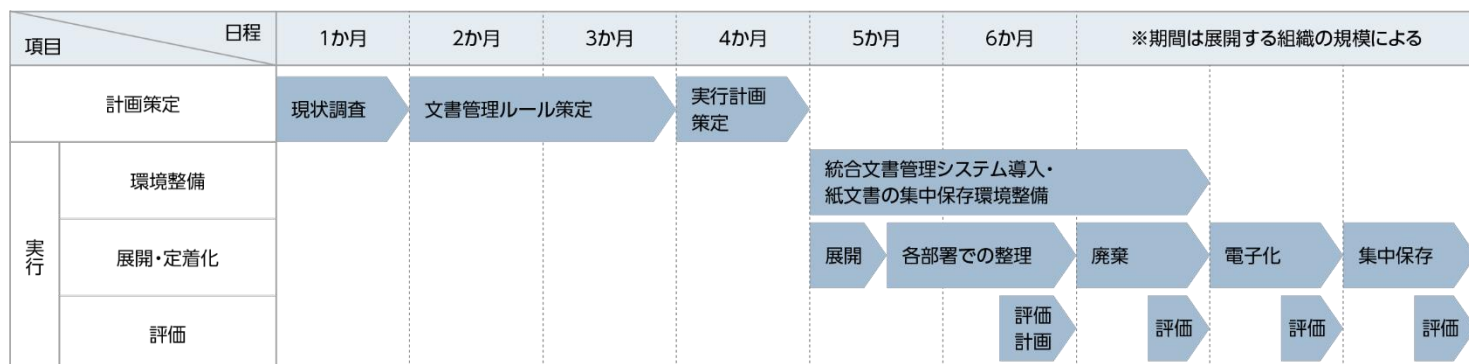 日程
項目
1か月
2か月
3か月
4か月
5か月
6か月
※期間は展開する組織の規模による
計画策定
現状調査
文書管理ルール策定
実行計画
策定
実行
環境整備
統合文書管理システム導入・
紙文書の集中保存環境整備
展開・定着化
展開
各部署での整理
廃棄
電子化
集中保存
評価
評価
計画
評価
評価
評価